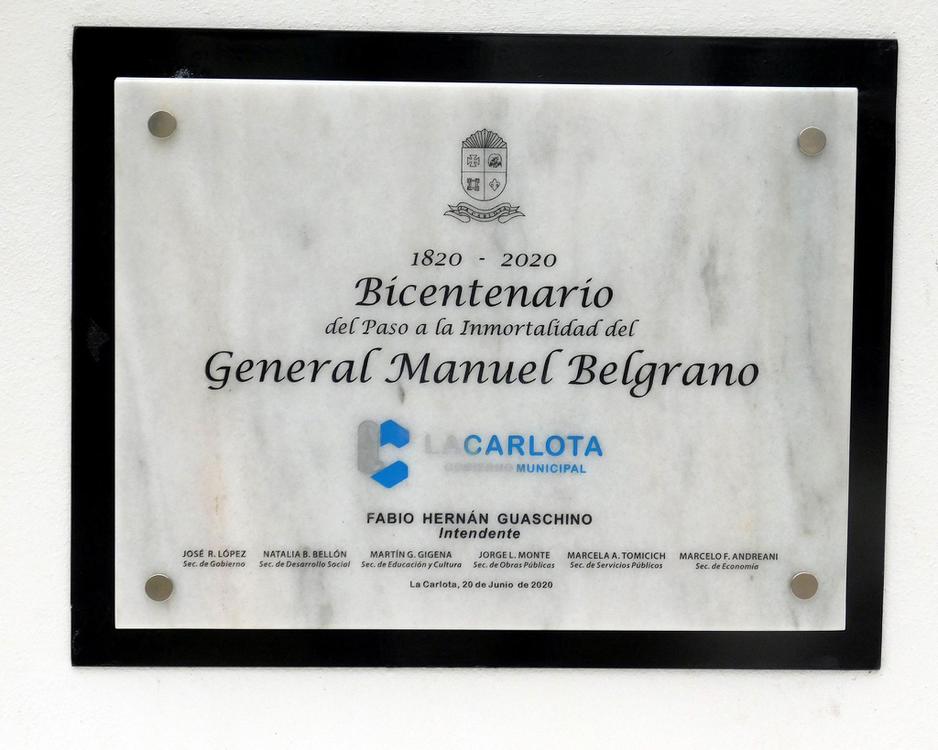 1820 - 2020
Bicentenario
del Paso a la Inmortalidad del
General Manuel Belgrano
LACARLOTA
GOBIERNO MUNICIPAL
FABIO HERNÁN GUASCHINO
Intendente
JOSÉ R. LÓPEZ NATALIA B. BELLÓN MARTÍN G. GIGENA JORGE L. MONTE MARCELA A. TOMICICH MARCELO F. ANDREANI
Sec. de Gobierno Sec. de Desarrollo Social Sec. de Educación y Cultura Sec. de Obras Públicas Sec. de Servicios Públicos Sec. de Economía
La Carlota, 20 de Junio de 2020